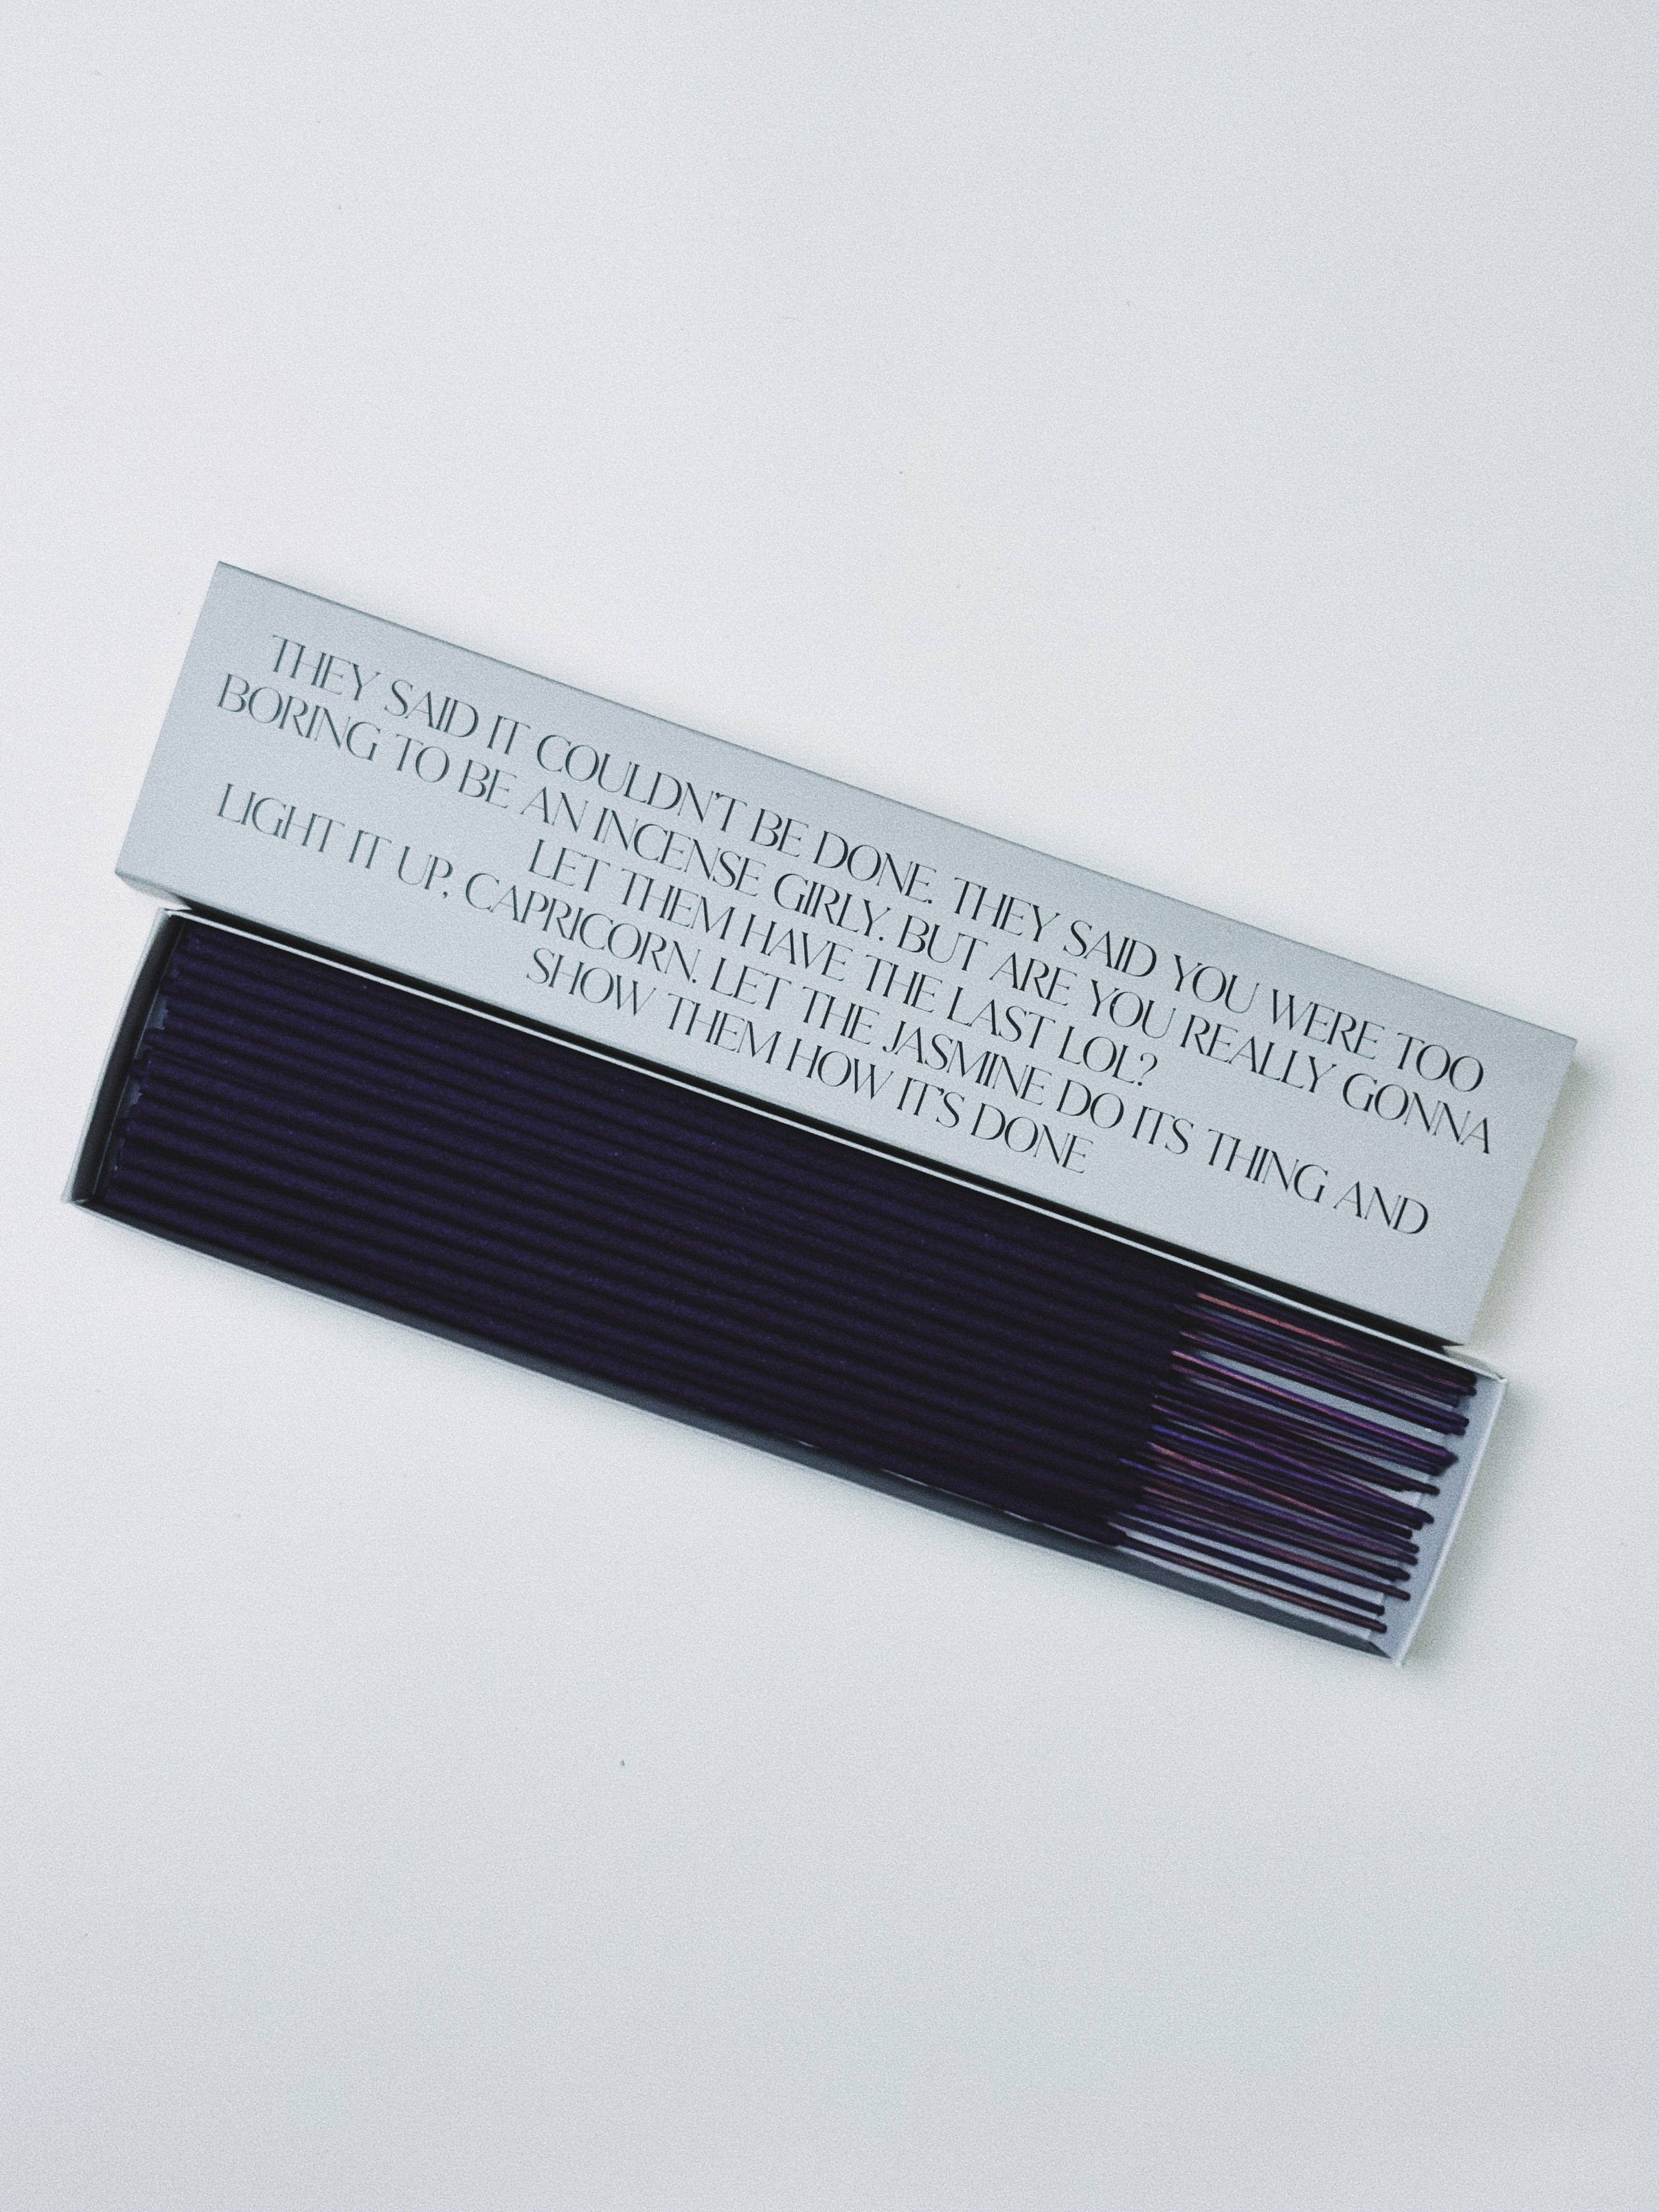 THEY SAID IT COULDN'T BE DONE. THEY SAID YOU WERE TOO
BORING TO BE AN INCENSE GIRLY. BUT ARE YOU REALLY GONNA
LET THEM HAVE THE LAST LOL?
LIGHT IT UP, CAPRICORN. LET THE JASMINE DO ITS THING AND
SHOW THEM HOW IT'S DONE